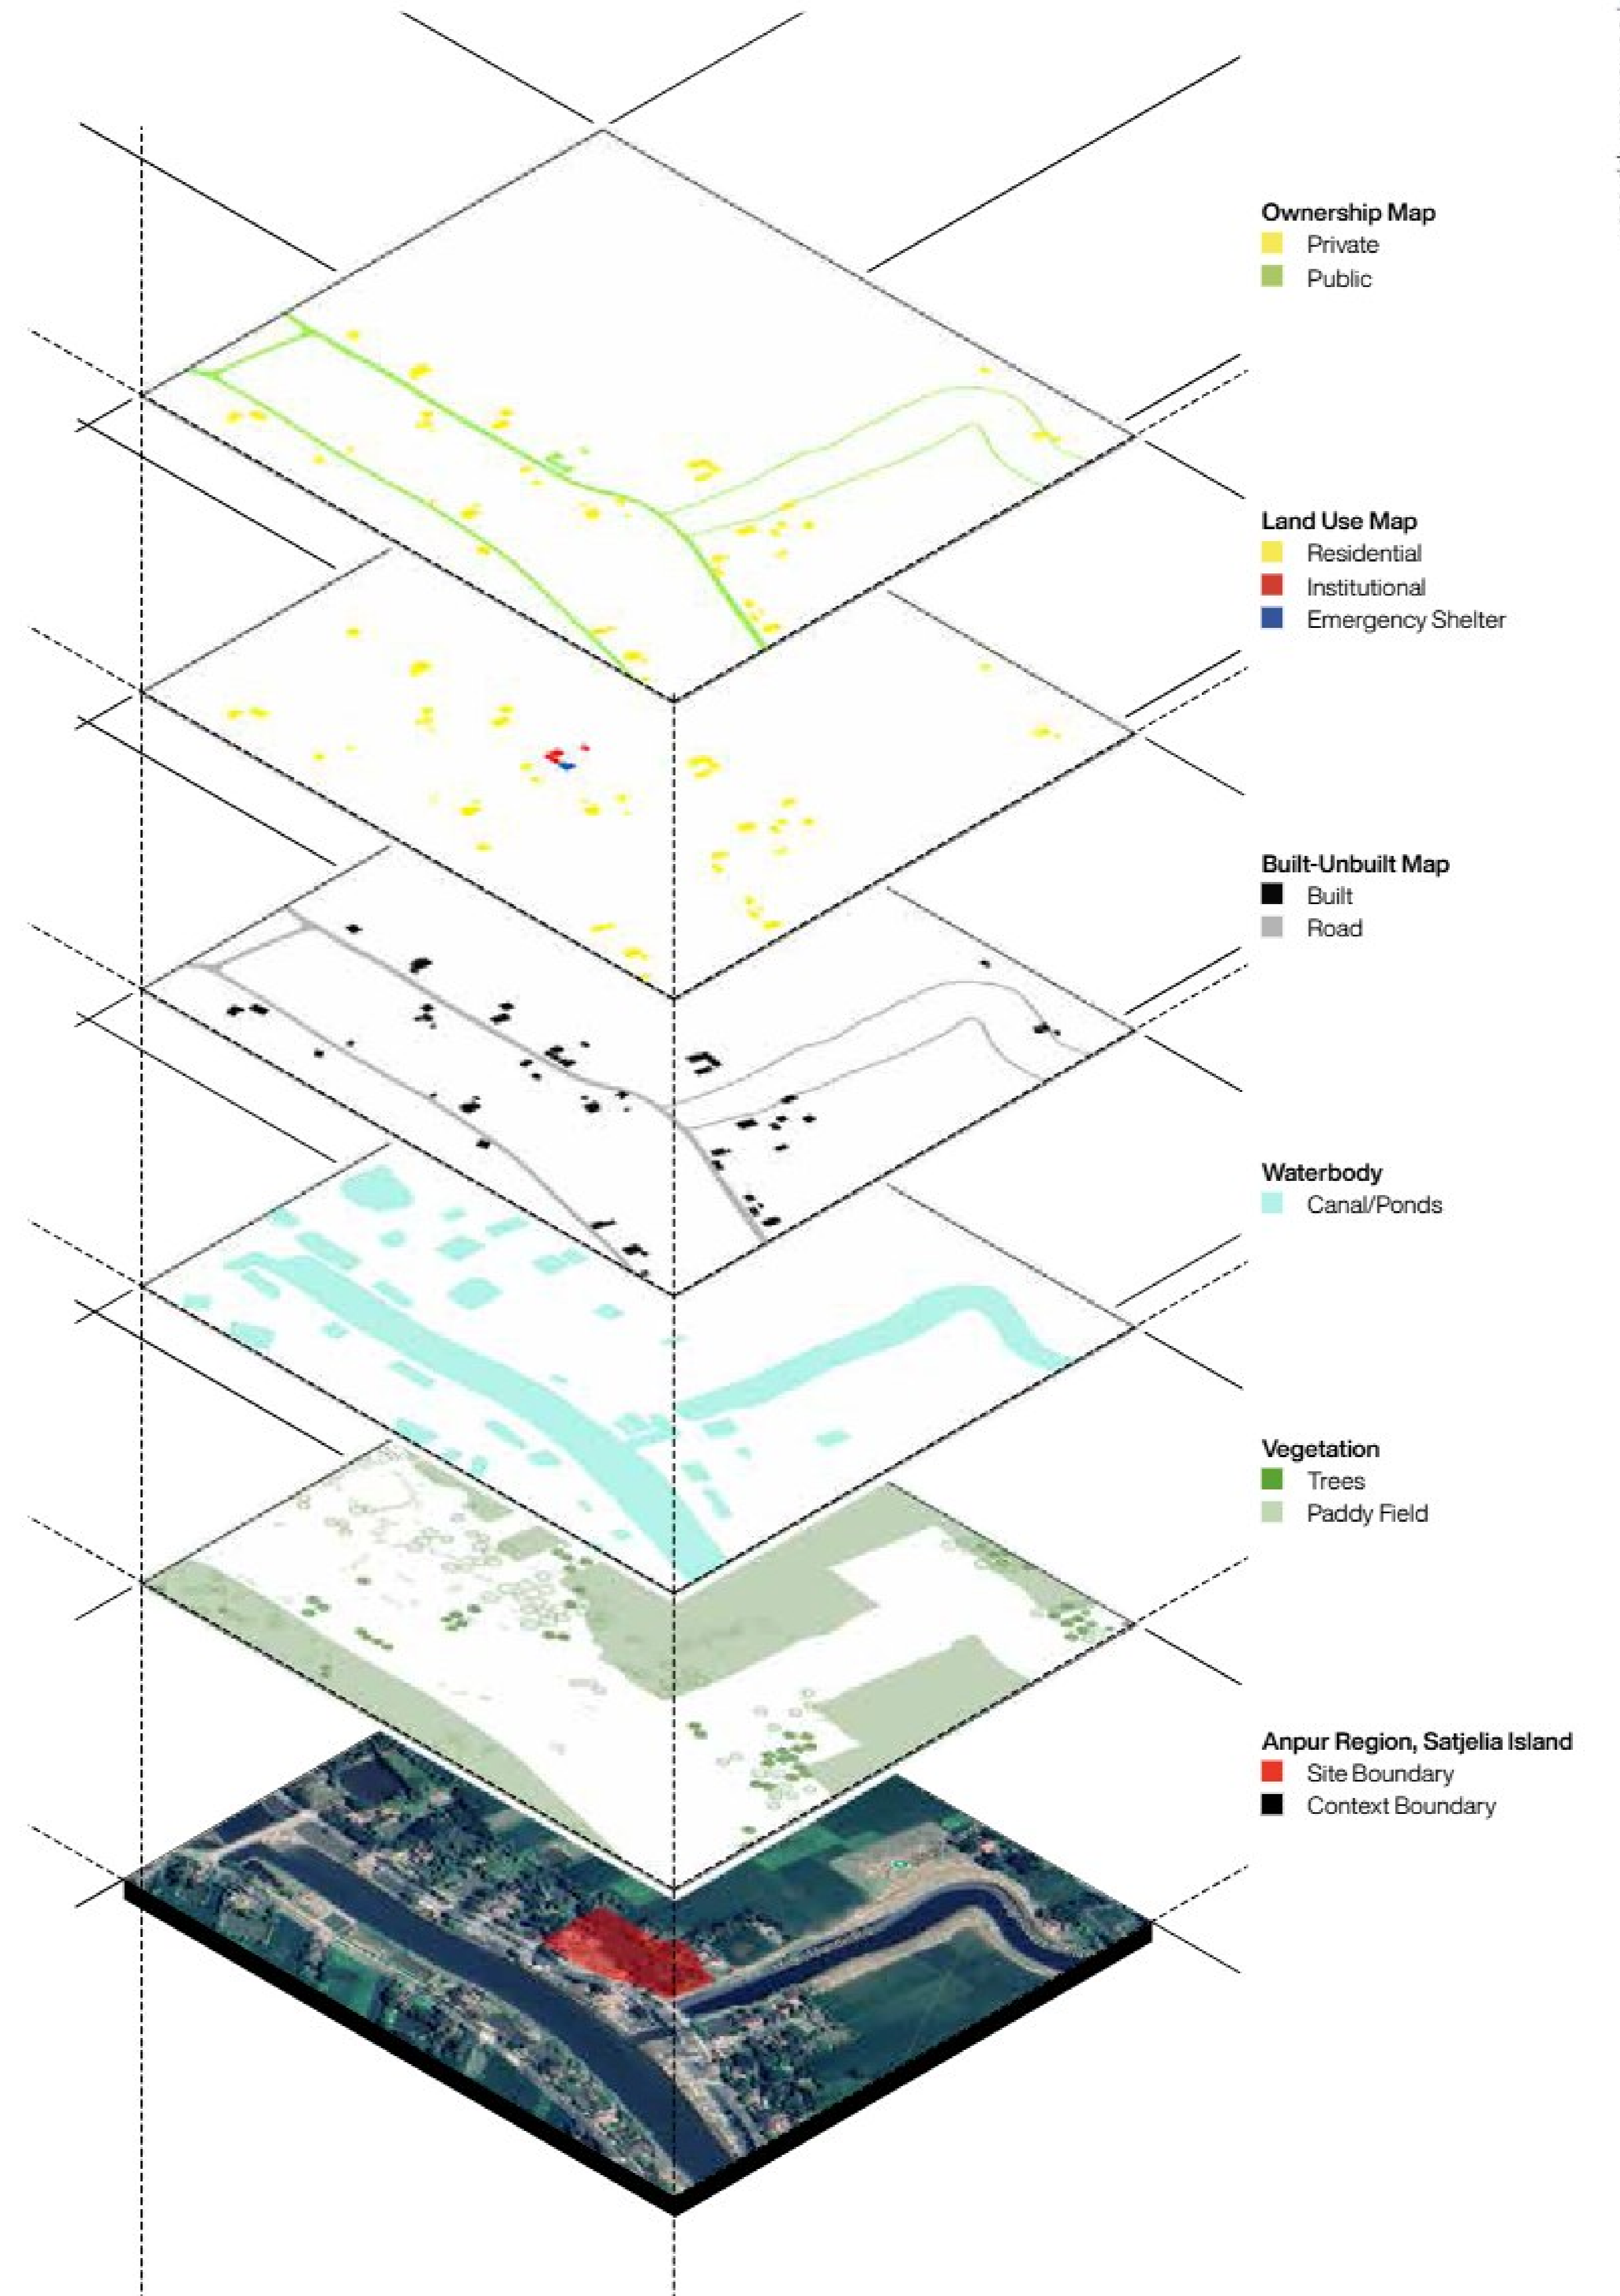 Ownership Map
Private
Public
Land Use Map
Residential
Institutional
Emergency Shelter
Built-Unbuilt Map
Built
Road
Waterbody
Canal/Ponds
Vegetation
Trees
Paddy Field
Anpur Region, Satjelia Island
Site Boundary
Context Boundary